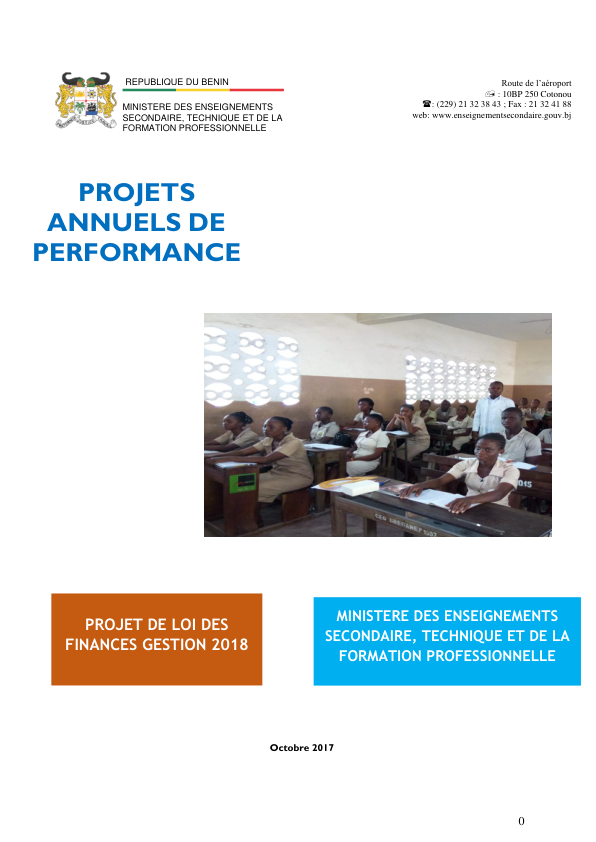 REPUBLIQUE DU BENIN
MINISTERE DES ENSEIGNEMENTS
SECONDAIRE, TECHNIQUE ET DE LA
FORMATION PROFESSIONNELLE
Route de l’aéroport
: 10BP 250 Cotonou
: (229) 21 32 38 43 ; Fax : 21 32 41 88
web: www.enseignementsecondaire.gouv.bj
PROJETS
ANNUELS DE
PERFORMANCE
PROJET DE LOI DES
FINANCES GESTION 2018
MINISTERE DES ENSEIGNEMENTS
SECONDAIRE, TECHNIQUE ET DE LA
FORMATION PROFESSIONNELLE
Octobre 2017
0